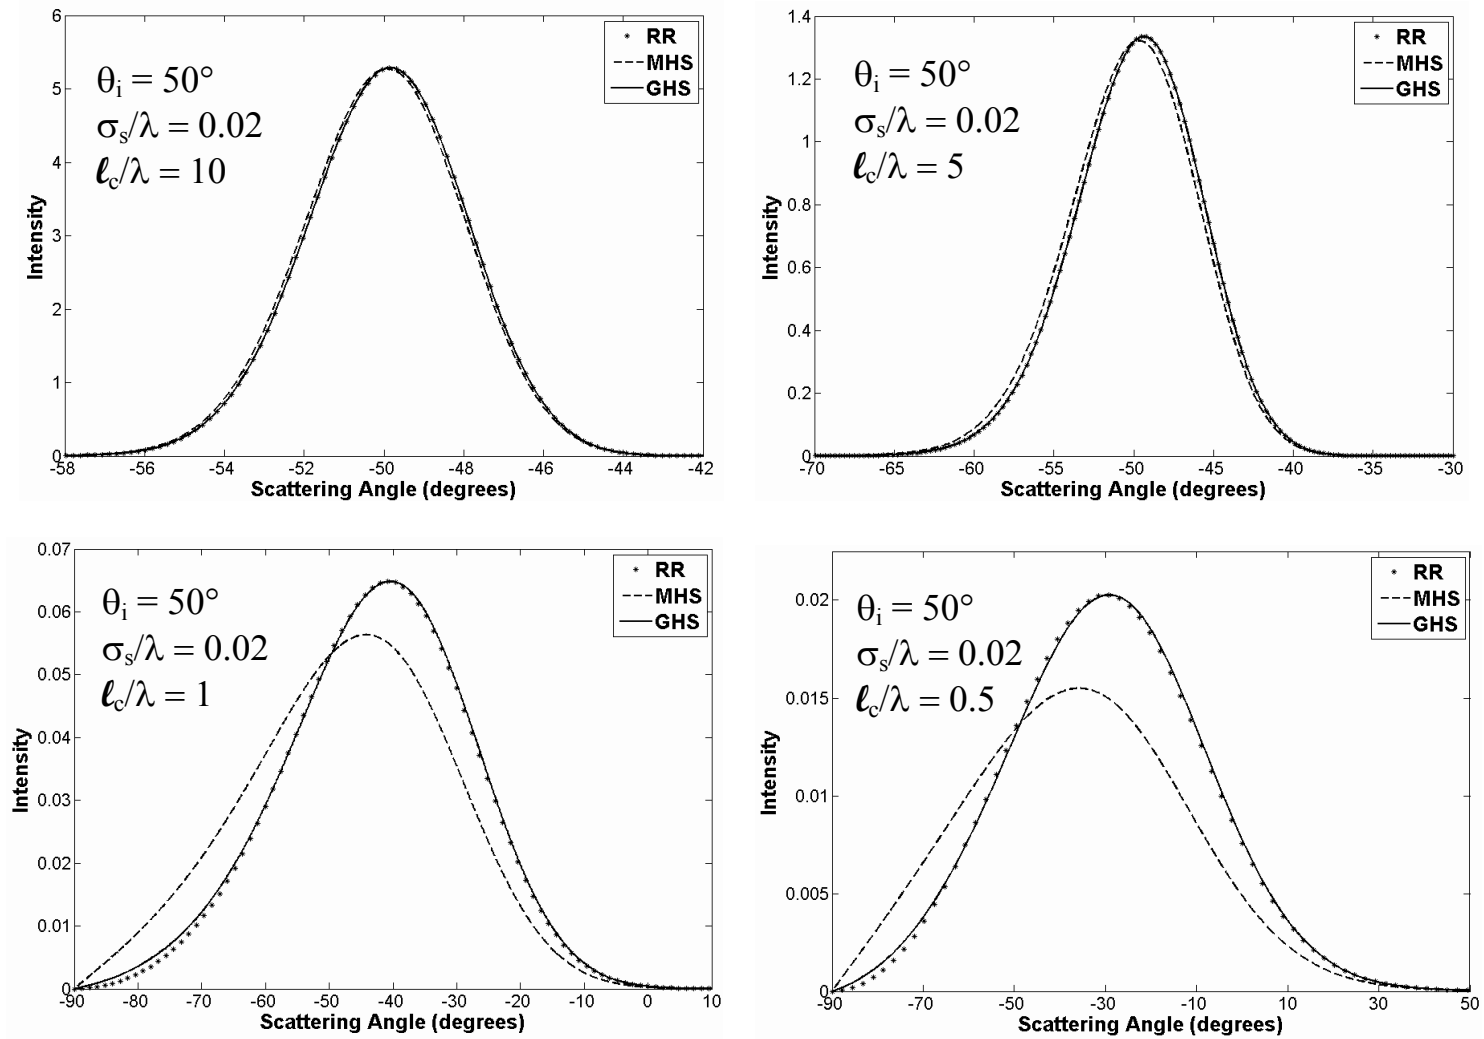 6
5
4
3
2
1
0
Intensity
θi = 50°
σs/λ = 0.02
ℓc/λ = 10
RR
MHS
GHS
-58 -56 -54 -52 -50 -48 -46 -44 -42
Scattering Angle (degrees)
1.4
1.2
1
0.8
0.6
0.4
0.2
0
Intensity
θi = 50°
σs/λ = 0.02
ℓc/λ = 5
RR
MHS
GHS
-70 -65 -60 -55 -50 -45 -40 -35 -30
Scattering Angle (degrees)
0.07
0.06
0.05
0.04
0.03
0.02
0.01
0
Intensity
θi = 50°
σs/λ = 0.02
ℓc/λ = 1
RR
MHS
GHS
-90 -80 -70 -60 -50 -40 -30 -20 -10 0 10
Scattering Angle (degrees)
0.02
0.015
0.01
0.005
0
Intensity
θi = 50°
σs/λ = 0.02
ℓc/λ = 0.5
RR
MHS
GHS
-90 -70 -50 -30 -10 10 30 50
Scattering Angle (degrees)